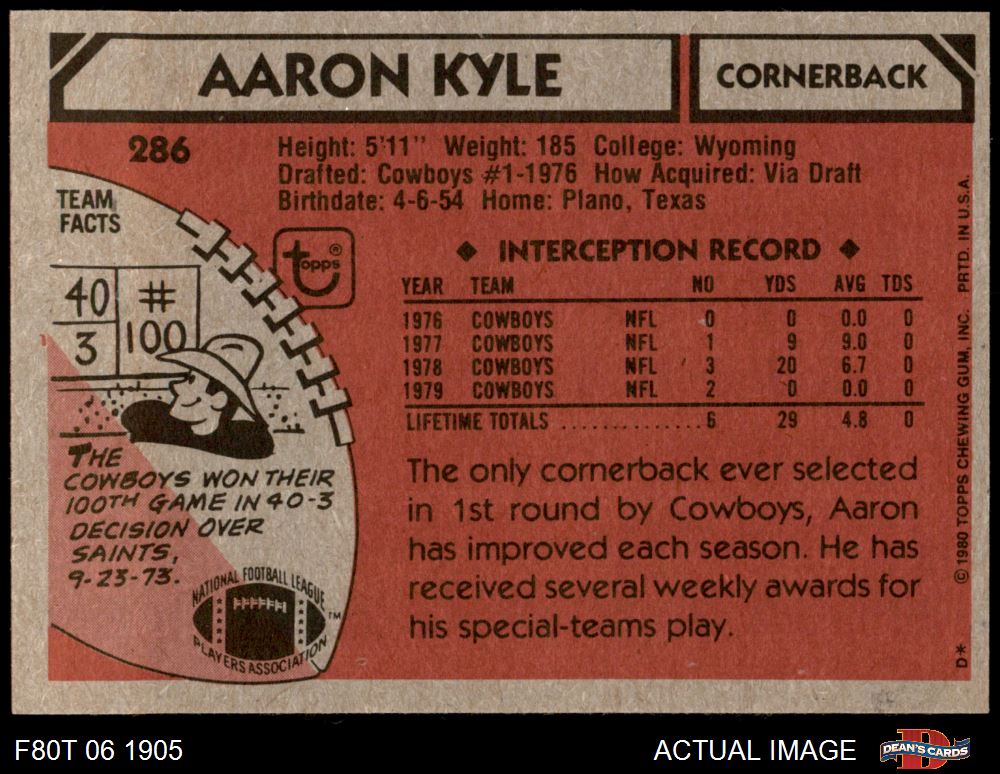 AARON KYLE
CORNERBACK
286
Height: 5'11" Weight: 185 College: Wyoming
Drafted: Cowboys #1-1976 How Acquired: Via Draft
Birthdate: 4-6-54 Home: Plano, Texas
TEAM
FACTS
topps®
40 #
3 100
THE
COWBOYS WON THEIR
100TH GAME IN 40-3
DECISION OVER
SAINTS,
9-23-73.
NATIONAL FOOTBALL LEAGUE
PLAYERS ASSOCIATION
™
◆ INTERCEPTION RECORD ◆
YEAR TEAM NO YDS AVG TDS
1976 COWBOYS NFL 0 0 0.0 0
1977 COWBOYS NFL 1 9 9.0 0
1978 COWBOYS NFL 3 20 6.7 0
1979 COWBOYS NFL 2 0 0.0 0
LIFETIME TOTALS ............. 6 29 4.8 0
The only cornerback ever selected
in 1st round by Cowboys, Aaron
has improved each season. He has
received several weekly awards for
his special-teams play.
D* © 1980 TOPPS CHEWING GUM, INC. PRTD. IN U.S.A.
F80T 06 1905
ACTUAL IMAGE
D
DEAN'S CARDS